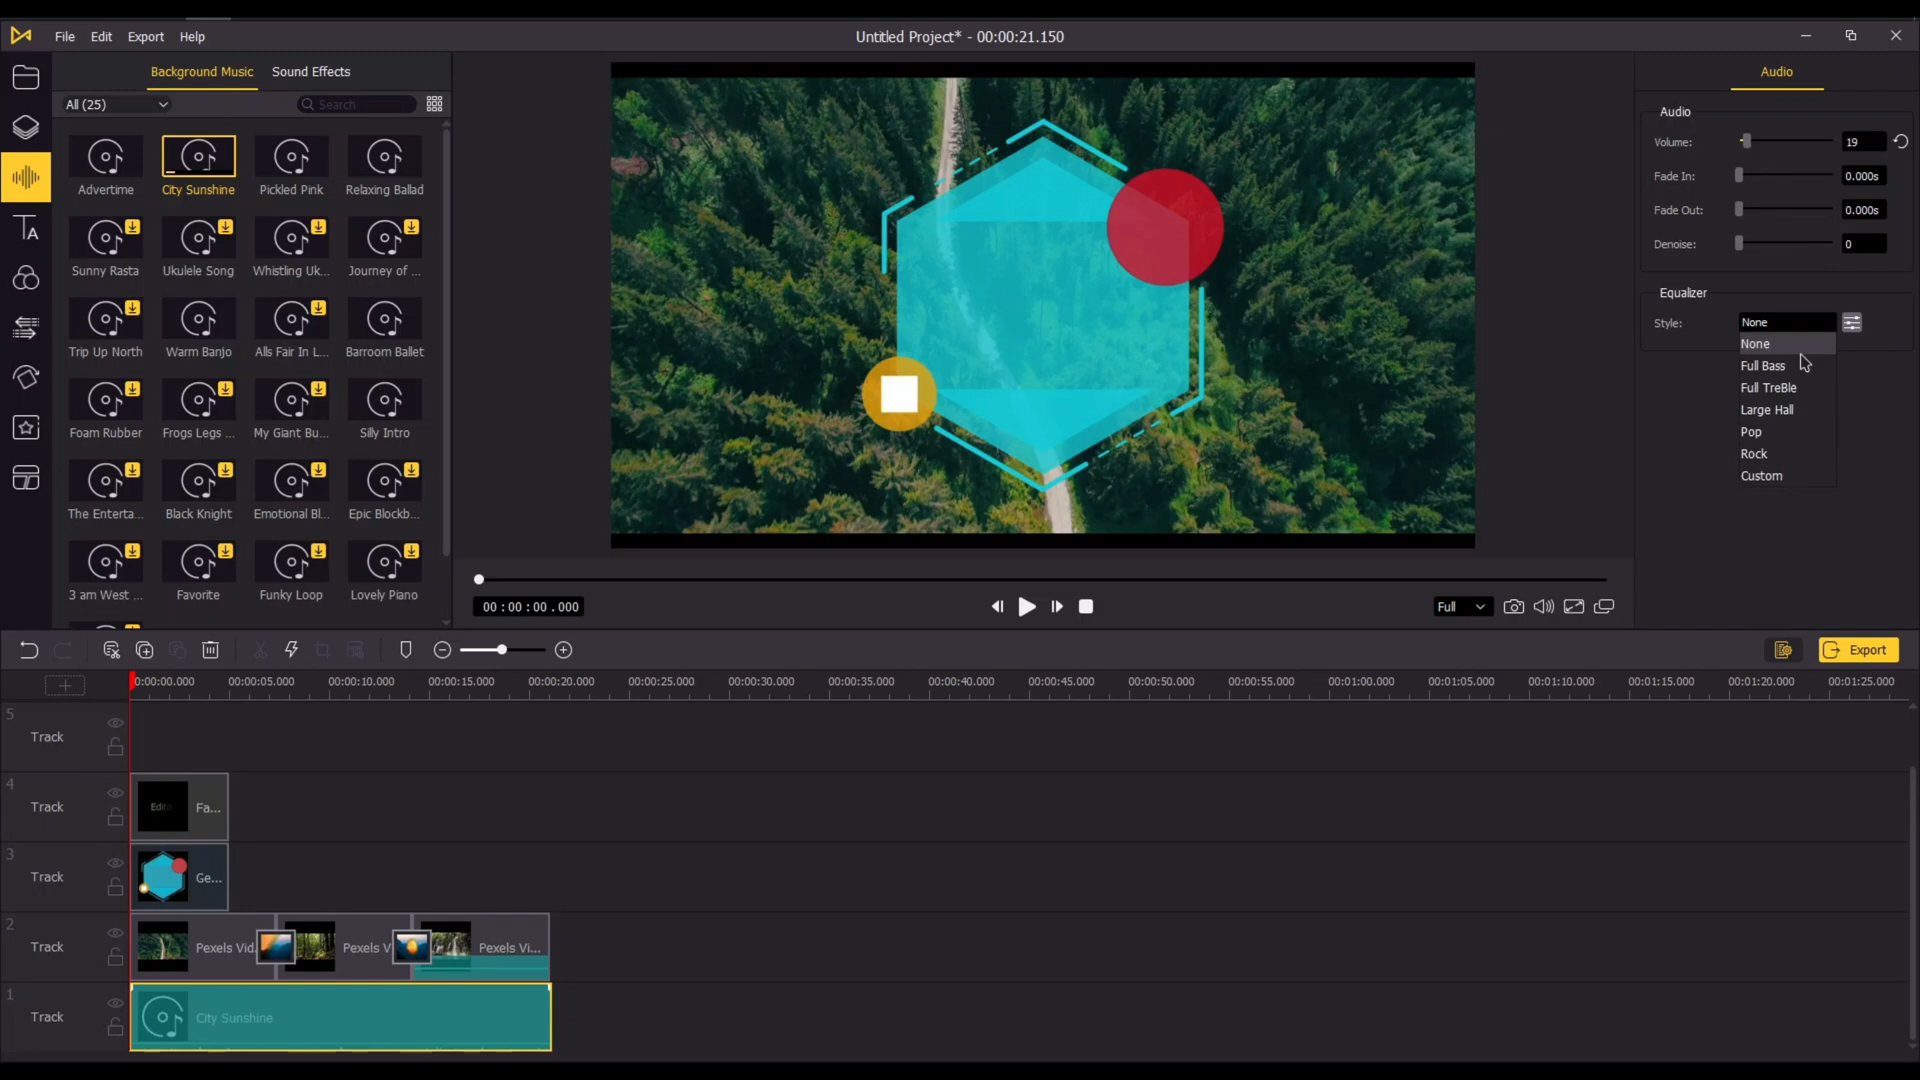 File Edit Export Help
Untitled Project* - 00:00:21.150
Background Music Sound Effects
All (25) Search
Advertime City Sunshine Pickled Pink Relaxing Ballad
Sunny Rasta Ukulele Song Whistling Uk... Journey of ...
Trip Up North Warm Banjo Alls Fair In L... Barroom Ballet
Foam Rubber Frogs Legs ... My Giant Bu... Silly Intro
The Enterta... Black Knight Emotional Bl... Epic Blockb...
3 am West ... Favorite Funky Loop Lovely Piano
00:00:00.000
Full
Audio
Audio
Volume: 19
Fade In: 0.000s
Fade Out: 0.000s
Denoise: 0
Equalizer
Style: None
None
Full Bass
Full TreBle
Large Hall
Pop
Rock
Custom
Export
0:00:00.000 00:00:05.000 00:00:10.000 00:00:15.000 00:00:20.000 00:00:25.000 00:00:30.000 00:00:35.000 00:00:40.000 00:00:45.000 00:00:50.000 00:00:55.000 00:01:00.000 00:01:05.000 00:01:10.000 00:01:15.000 00:01:20.000 00:01:25.000
5
Track
4
Track Edito Fa...
3
Track Ge...
2
Track Pexels Vid. Pexels V Pexels Vi...
1
Track City Sunshine